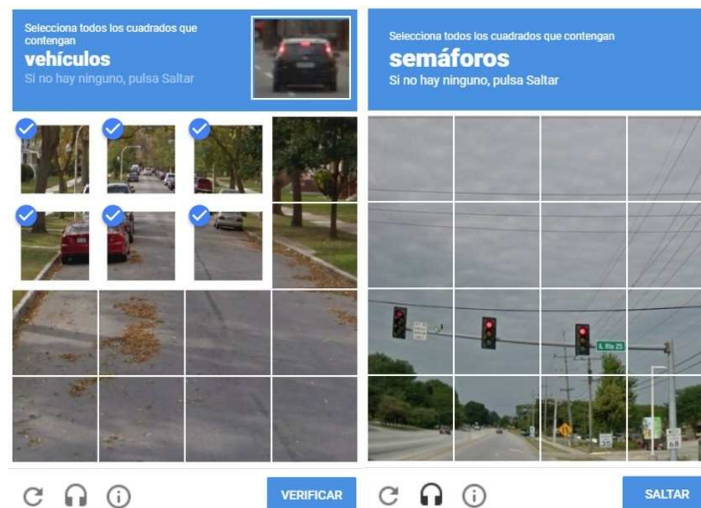 Selecciona todos los cuadrados que
contengan
vehículos
Si no hay ninguno, pulsa Saltar
VERIFICAR
Selecciona todos los cuadrados que contengan
semáforos
Si no hay ninguno, pulsa Saltar
SALTAR